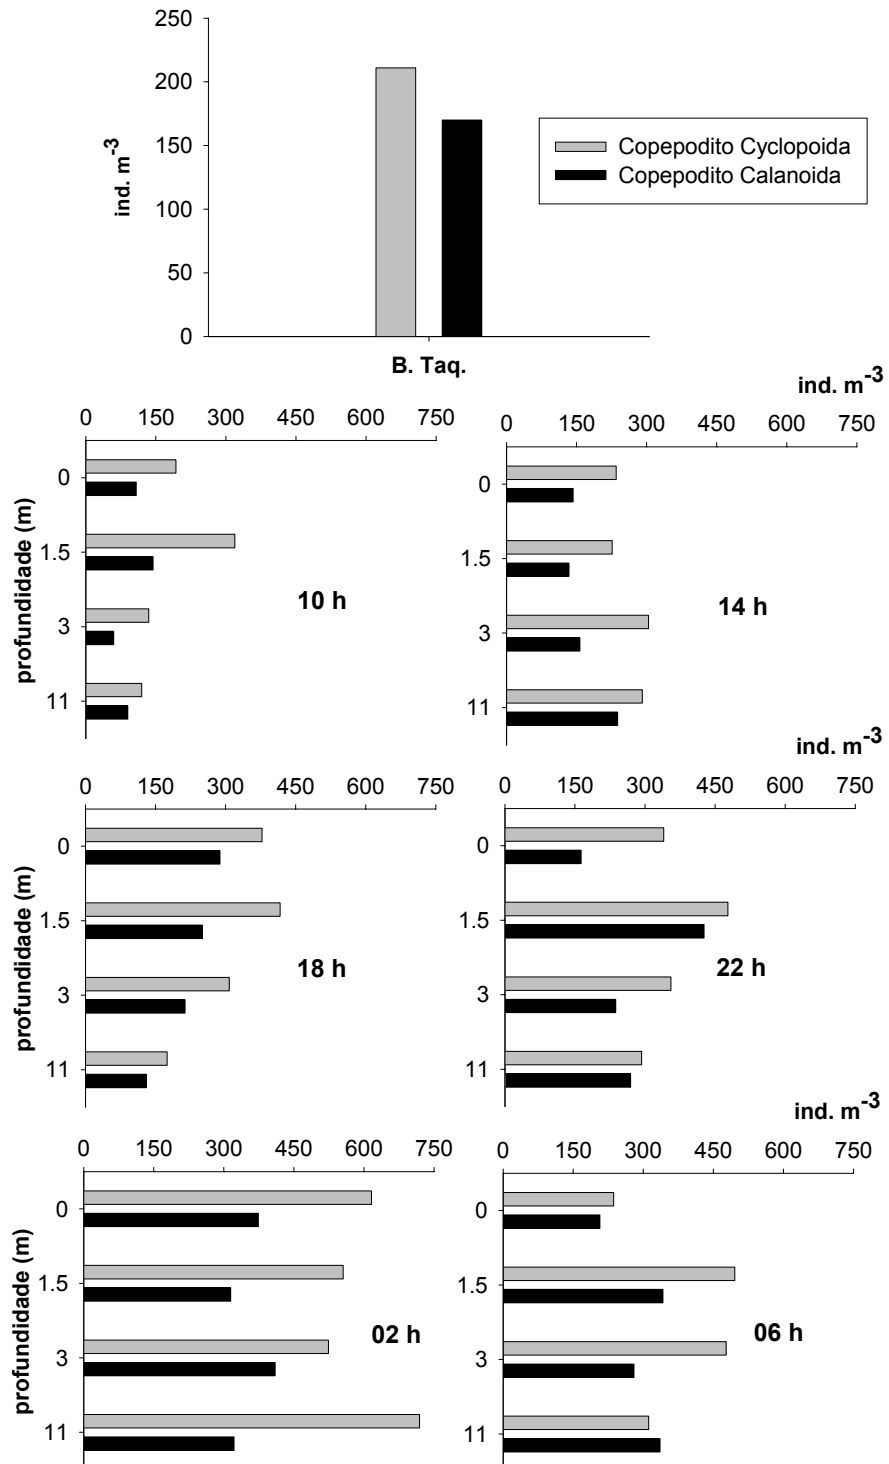 250
200
150
100
50
0
ind. m-3
B. Taq.
Copepodito Cyclopoida
Copepodito Calanoida
ind. m-3
0 150 300 450 600 750
profundidade (m)
0
1.5
3
11
10 h
0 150 300 450 600 750
0
1.5
3
11
14 h
ind. m-3
0 150 300 450 600 750
profundidade (m)
0
1.5
3
11
18 h
0 150 300 450 600 750
0
1.5
3
11
22 h
ind. m-3
0 150 300 450 600 750
profundidade (m)
0
1.5
3
11
02 h
0 150 300 450 600 750
0
1.5
3
11
06 h